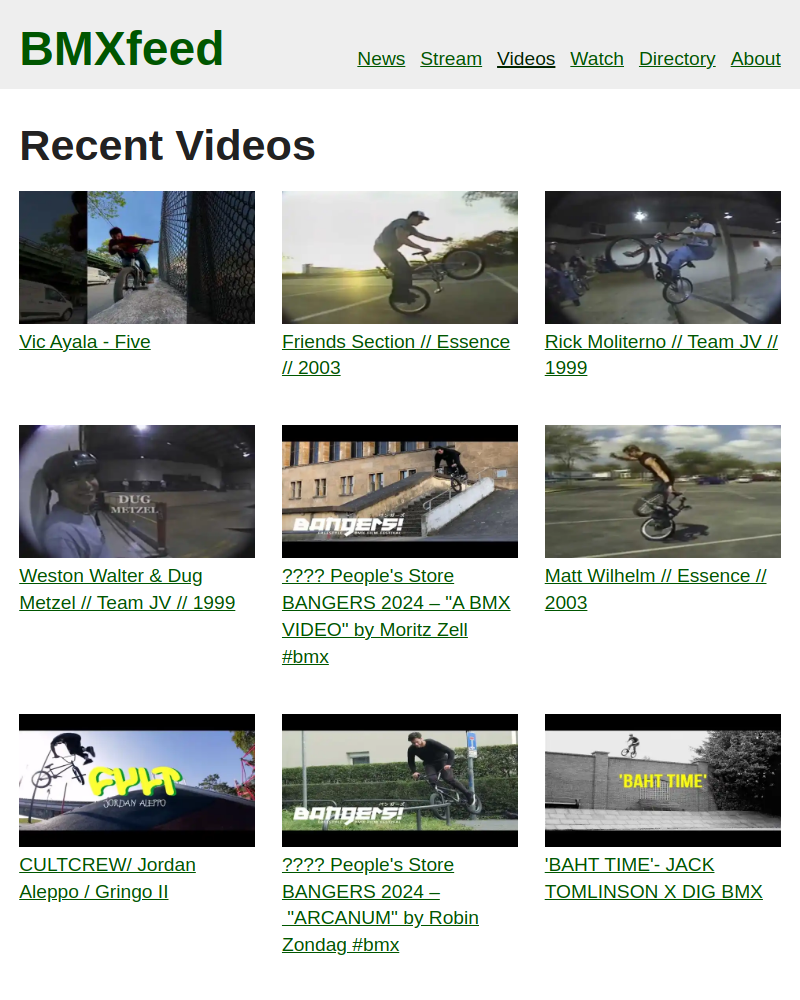 BMXfeed
News Stream Videos Watch Directory About
Recent Videos
Vic Ayala - Five
Friends Section // Essence
// 2003
Rick Moliterno // Team JV //
1999
DUG
METZEL
Weston Walter & Dug
Metzel // Team JV // 1999
BANGERS!
???? People's Store
BANGERS 2024 – "A BMX
VIDEO" by Moritz Zell
#bmx
Matt Wilhelm // Essence //
2003
CULT
JORDAN ALEPPO
CULTCREW/ Jordan
Aleppo / Gringo II
BANGERS!
???? People's Store
BANGERS 2024 –
"ARCANUM" by Robin
Zondag #bmx
'BAHT TIME'
'BAHT TIME'- JACK
TOMLINSON X DIG BMX